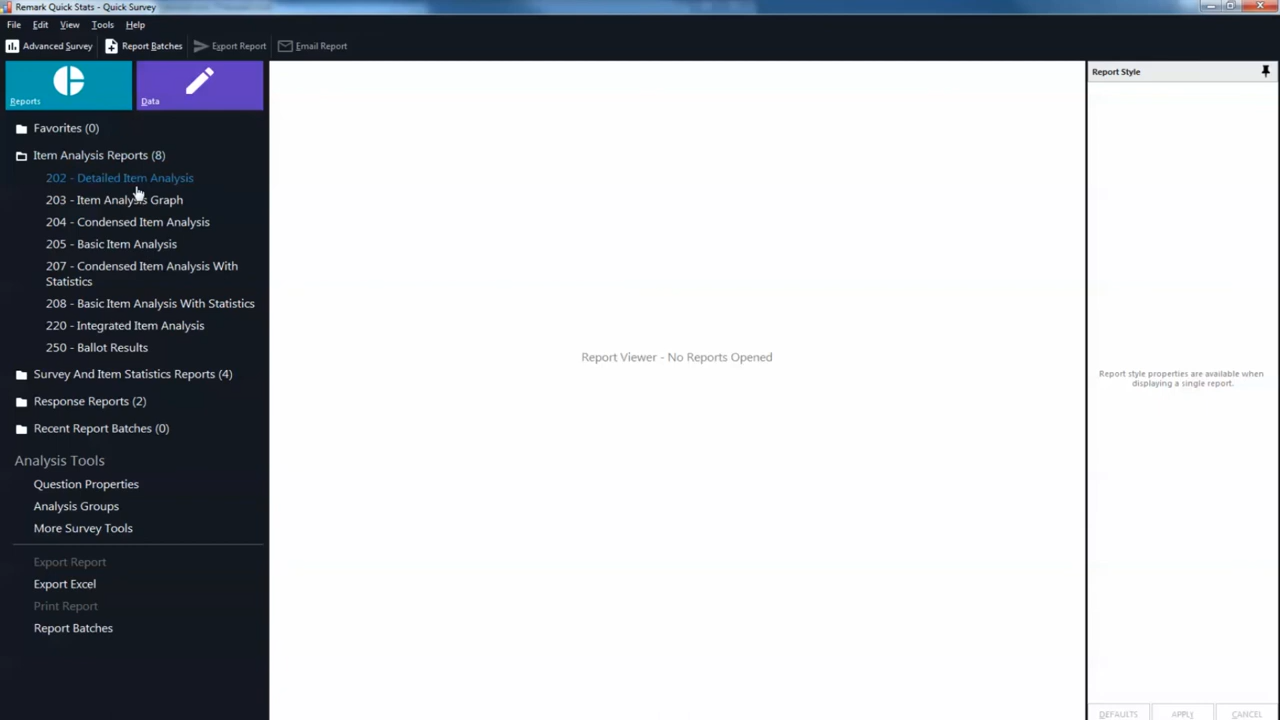 Remark Quick Stats - Quick Survey
File Edit View Tools Help
Advanced Survey Report Batches Export Report Email Report
Reports Data
Favorites (0)
Item Analysis Reports (8)
202 - Detailed Item Analysis
203 - Item Analysis Graph
204 - Condensed Item Analysis
205 - Basic Item Analysis
207 - Condensed Item Analysis With
Statistics
208 - Basic Item Analysis With Statistics
220 - Integrated Item Analysis
250 - Ballot Results
Survey And Item Statistics Reports (4)
Response Reports (2)
Recent Report Batches (0)
Analysis Tools
Question Properties
Analysis Groups
More Survey Tools
Export Report
Export Excel
Print Report
Report Batches
Report Viewer - No Reports Opened
Report Style
Report style properties are available when
displaying a single report.
DEFAULTS APPLY CANCEL